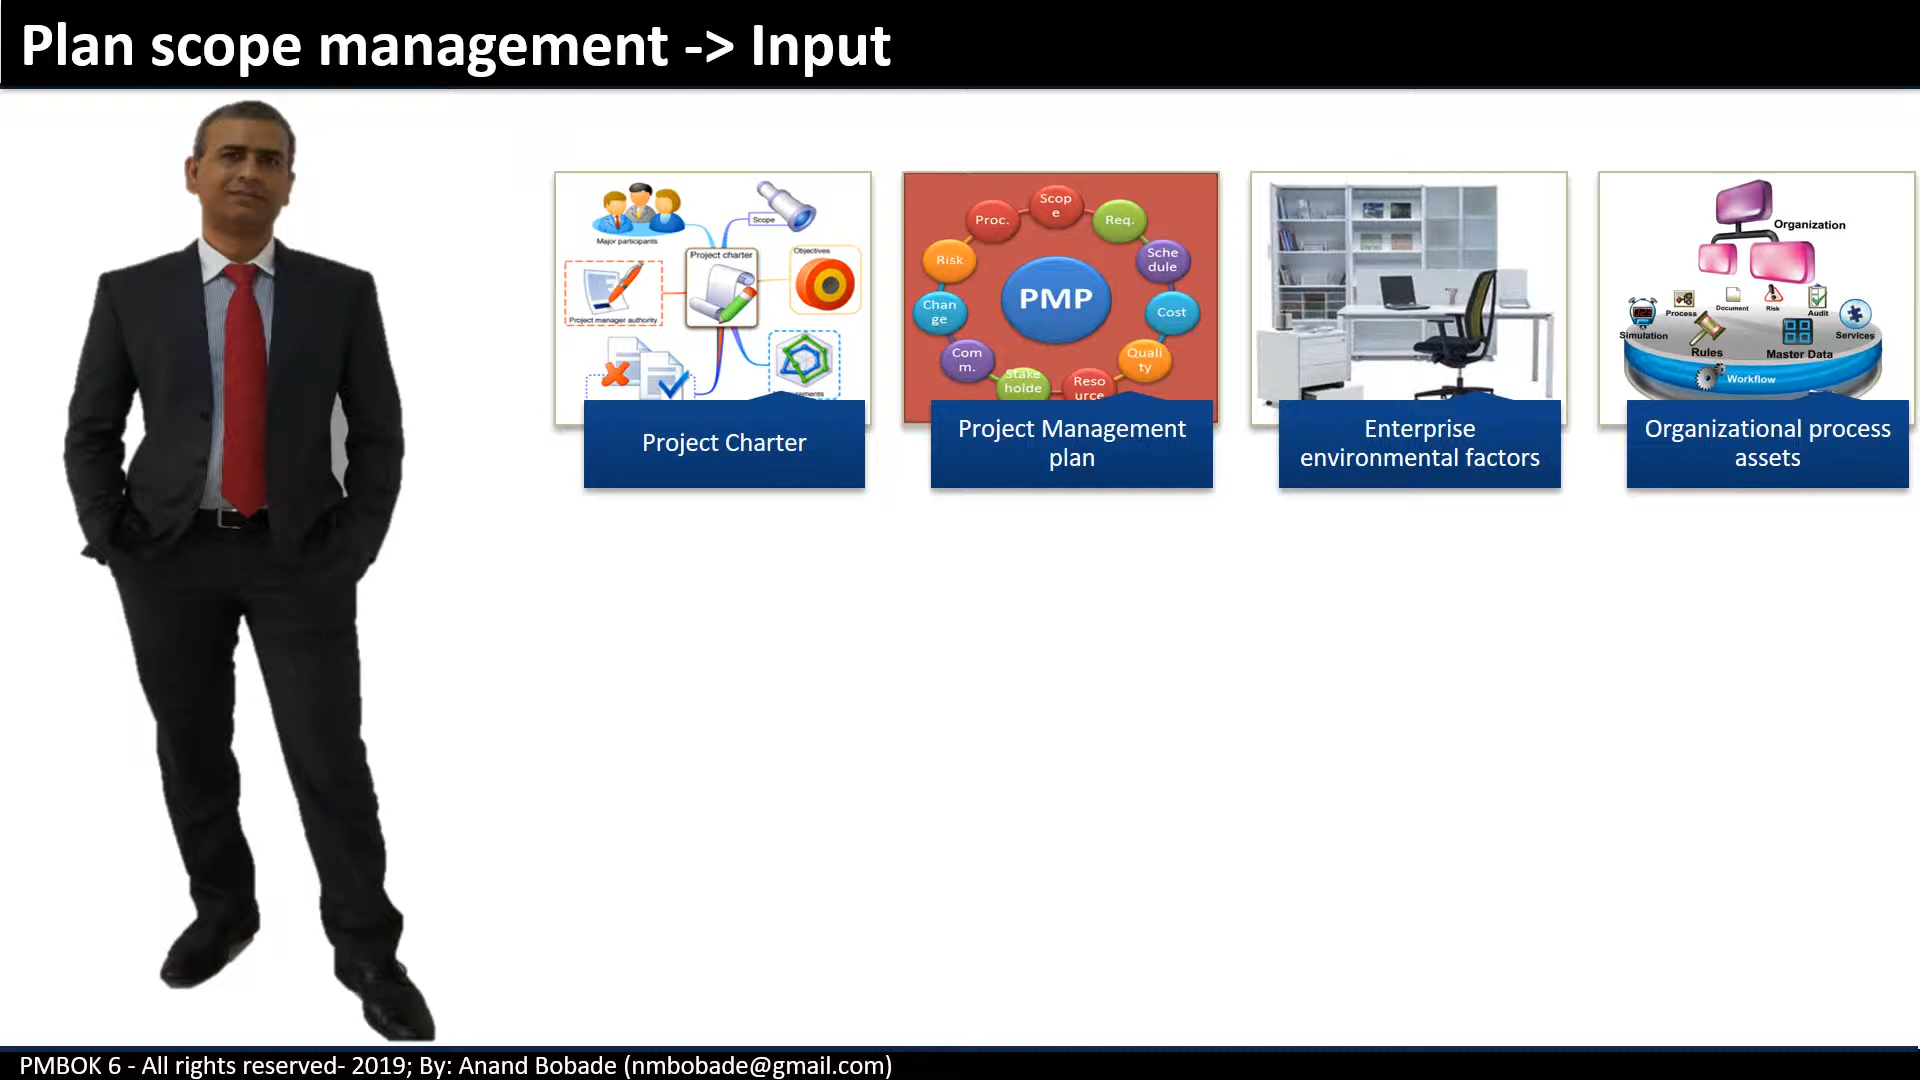 Plan scope management -> Input
Major participants
Scope
Project charter
Objectives
Project manager authority
Project Charter
Scop
e
Proc.
Req.
Risk
Sche
dule
PMP
Chan
ge
Cost
Com
m.
Quali
ty
Stake
holde
Reso
urce
Project Management
plan
Enterprise
environmental factors
Organization
Simulation
Process
Document
Risk
Audit
Services
Rules
Master Data
Workflow
Organizational process
assets
PMBOK 6 - All rights reserved- 2019; By: Anand Bobade (nmbobade@gmail.com)